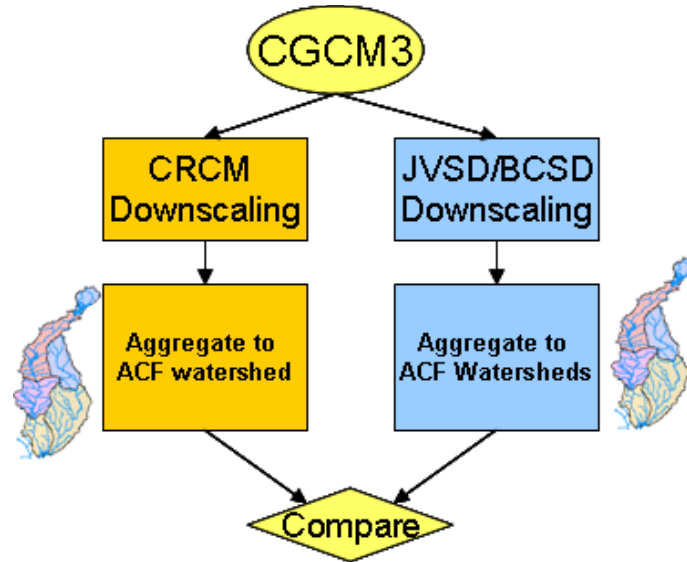 CGCM3
CRCM
Downscaling
JVSD/BCSD
Downscaling
Aggregate to
ACF watershed
Aggregate to
ACF Watersheds
Compare